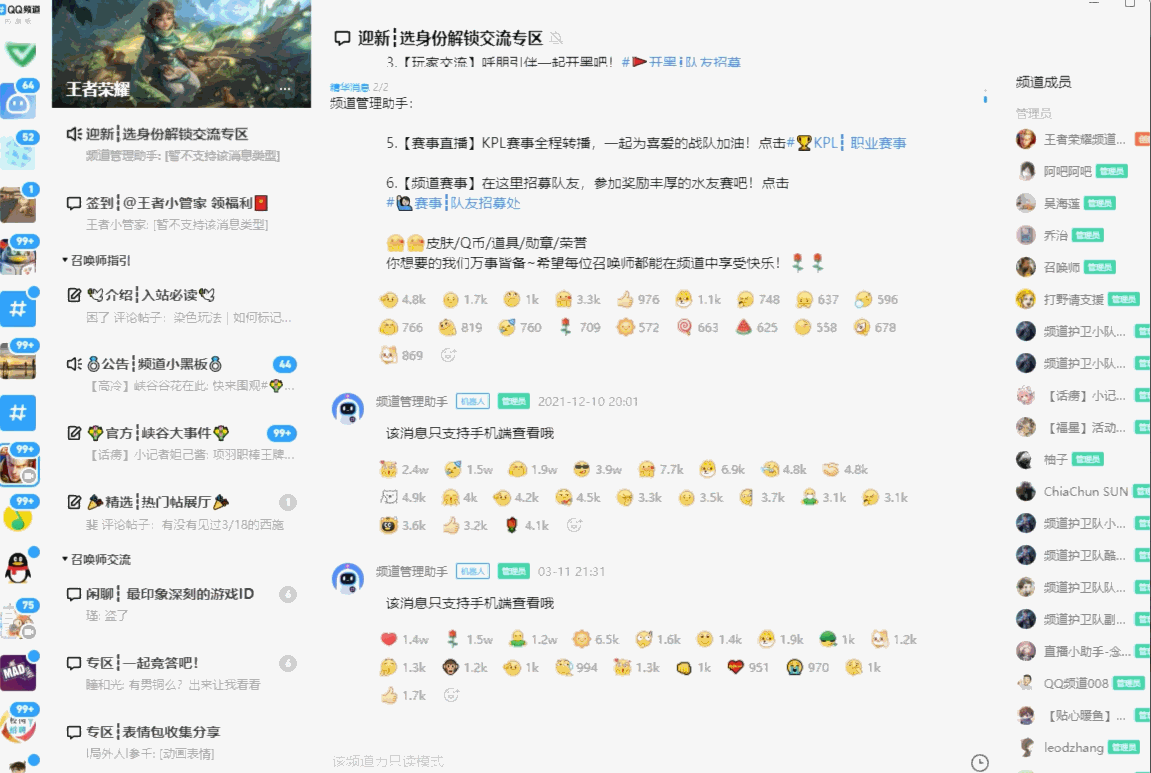 QQ频道
64
52
1
99+
99+
99+
99+
75
99+
王者荣耀
...
迎新┆选身份解锁交流专区
频道管理助手: [暂不支持该消息类型]
签到┆@王者小管家 领福利
王者小管家: [暂不支持该消息类型]
召唤师指引
介绍┆入站必读
困了 评论帖子：染色玩法｜如何标记...
公告┆频道小黑板
44
【高冷】峡谷谷花在此: 快来围观#...
官方┆峡谷大事件
99+
【话痨】小记者妲己酱: 项羽职棒王牌...
精选┆热门帖展厅
1
斐 评论帖子：有没有见过3/18的西施
召唤师交流
闲聊┆ 最印象深刻的游戏ID
6
瑾: 盗了
专区┆一起竞答吧！
6
睡和光: 有男铜么？出来让我看看
专区┆表情包收集分享
|局外人|参千: [动画表情]
迎新┆选身份解锁交流专区
3.【玩家交流】呼朋引伴一起开黑吧！#开黑┆队友招募
精华消息 2/2
频道管理助手：
5.【赛事直播】KPL赛事全程转播，一起为喜爱的战队加油！点击#KPL┆ 职业赛事
6.【频道赛事】在这里招募队友，参加奖励丰厚的水友赛吧！点击
#赛事┆队友招募处
皮肤/Q币/道具/勋章/荣誉
你想要的我们万事皆备~希望每位召唤师都能在频道中享受快乐！
4.8k 1.7k 1k 3.3k 976 1.1k 748 637 596
766 819 760 709 572 663 625 558 678
869
频道管理助手 机器人 管理员 2021-12-10 20:01
该消息只支持手机端查看哦
2.4w 1.5w 1.9w 3.9w 7.7k 6.9k 4.8k 4.8k
4.9k 4k 4.2k 4.5k 3.3k 3.5k 3.7k 3.1k 3.1k
3.6k 3.2k 4.1k
频道管理助手 机器人 管理员 03-11 21:31
该消息只支持手机端查看哦
1.4w 1.5w 1.2w 6.5k 1.6k 1.4k 1.9k 1k 1.2k
1.3k 1.2k 1k 994 1.3k 1k 951 970 1k
1.7k
该频道为只读模式
频道成员
管理员
王者荣耀频道...
阿吧阿吧 管理员
吴海莲 管理员
乔治 管理员
召唤师 管理员
打野请支援 管理员
频道护卫小队...
频道护卫小队...
【话痨】小记...
【福星】活动...
柚子 管理员
ChiaChun SUN
频道护卫队小...
频道护卫队酷...
频道护卫队队...
频道护卫队副...
直播小助手-念...
QQ频道008 管理员
【贴心暖鱼】...
leodzhang 管理员